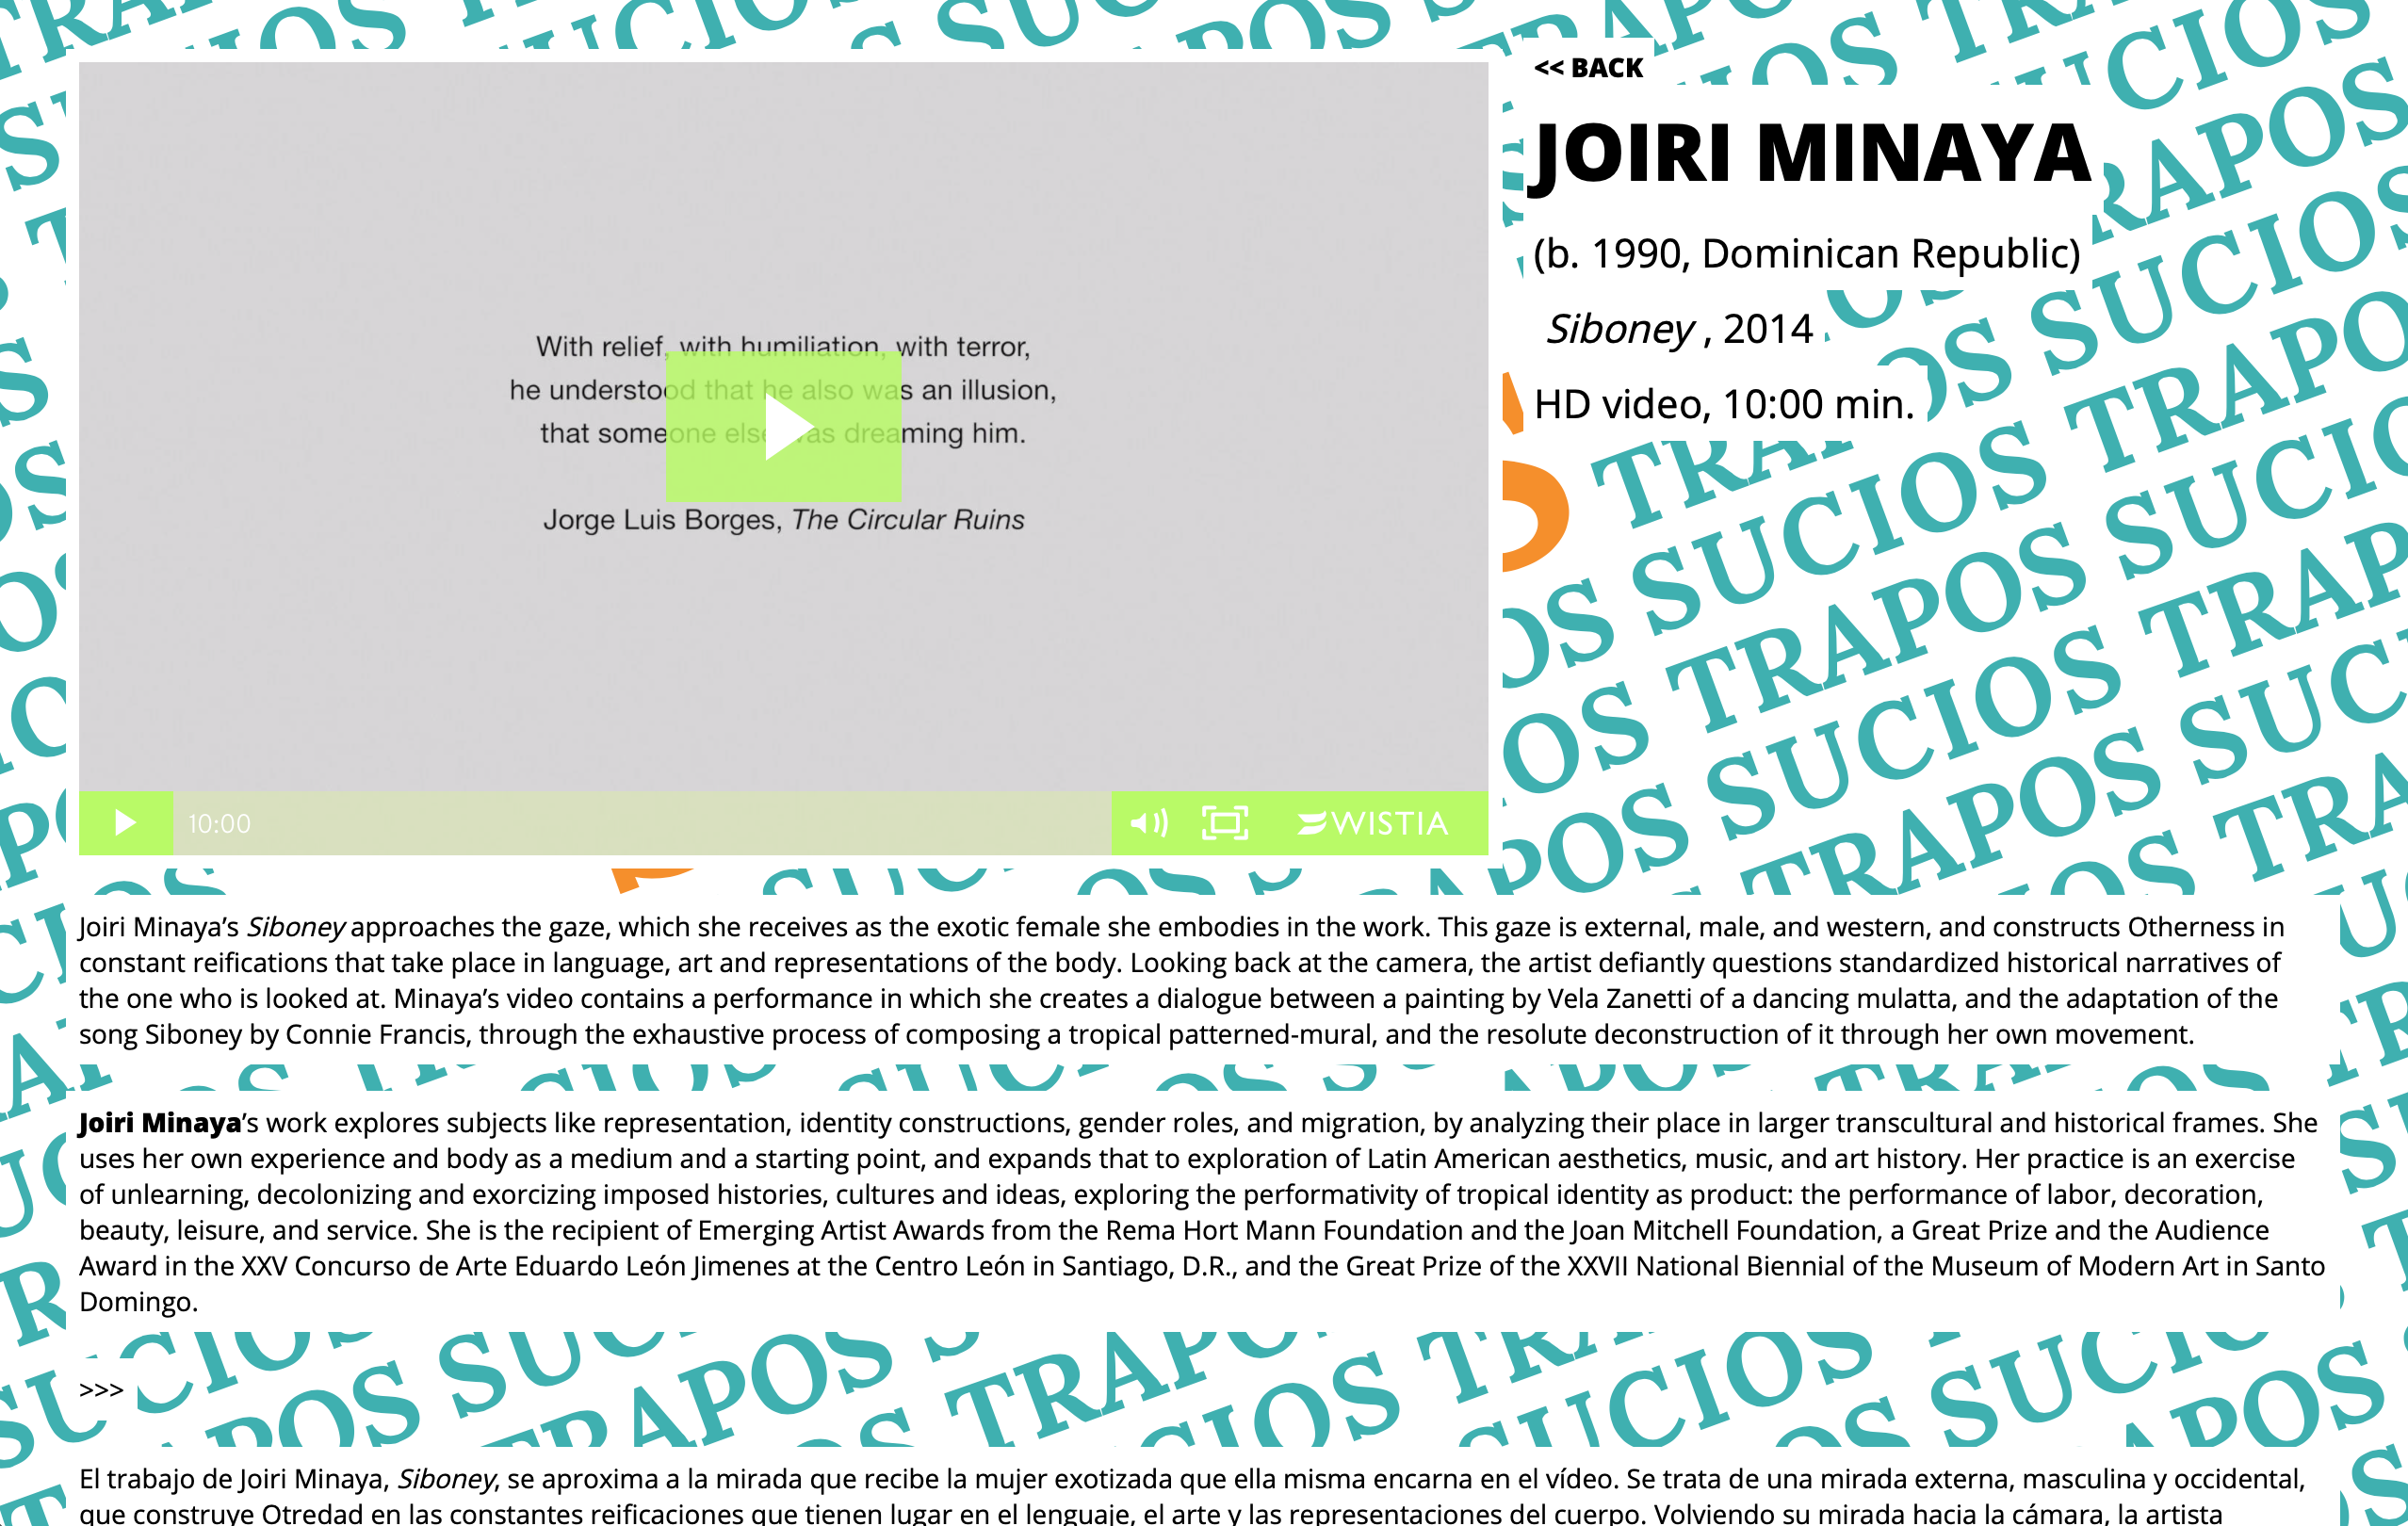 << BACK
JOIRI MINAYA
(b. 1990, Dominican Republic)
Siboney , 2014
HD video, 10:00 min.
With relief, with humiliation, with terror,
he understood that he also was an illusion,
that someone else was dreaming him.
Jorge Luis Borges, The Circular Ruins
10:00
WISTIA
Joiri Minaya’s Siboney approaches the gaze, which she receives as the exotic female she embodies in the work. This gaze is external, male, and western, and constructs Otherness in
constant reifications that take place in language, art and representations of the body. Looking back at the camera, the artist defiantly questions standardized historical narratives of
the one who is looked at. Minaya’s video contains a performance in which she creates a dialogue between a painting by Vela Zanetti of a dancing mulatta, and the adaptation of the
song Siboney by Connie Francis, through the exhaustive process of composing a tropical patterned-mural, and the resolute deconstruction of it through her own movement.
Joiri Minaya’s work explores subjects like representation, identity constructions, gender roles, and migration, by analyzing their place in larger transcultural and historical frames. She
uses her own experience and body as a medium and a starting point, and expands that to exploration of Latin American aesthetics, music, and art history. Her practice is an exercise
of unlearning, decolonizing and exorcizing imposed histories, cultures and ideas, exploring the performativity of tropical identity as product: the performance of labor, decoration,
beauty, leisure, and service. She is the recipient of Emerging Artist Awards from the Rema Hort Mann Foundation and the Joan Mitchell Foundation, a Great Prize and the Audience
Award in the XXV Concurso de Arte Eduardo León Jimenes at the Centro León in Santiago, D.R., and the Great Prize of the XXVII National Biennial of the Museum of Modern Art in Santo
Domingo.
>>>
El trabajo de Joiri Minaya, Siboney, se aproxima a la mirada que recibe la mujer exotizada que ella misma encarna en el vídeo. Se trata de una mirada externa, masculina y occidental,
que construye Otredad en las constantes reificaciones que tienen lugar en el lenguaje, el arte y las representaciones del cuerpo. Volviendo su mirada hacia la cámara, la artista
TRAPOS SUCIOS